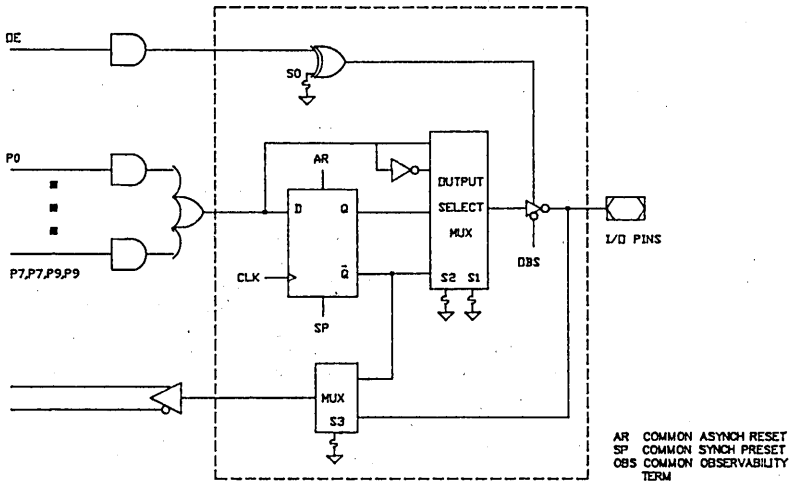 OE
S0
P0
AR
OUTPUT
SELECT
MUX
D
Q
I/O PINS
OBS
P7,P7,P9,P9
CLK
Q̅
S2 S1
SP
MUX
S3
AR COMMON ASYNCH RESET
SP COMMON SYNCH PRESET
OBS COMMON OBSERVABILITY
TERM